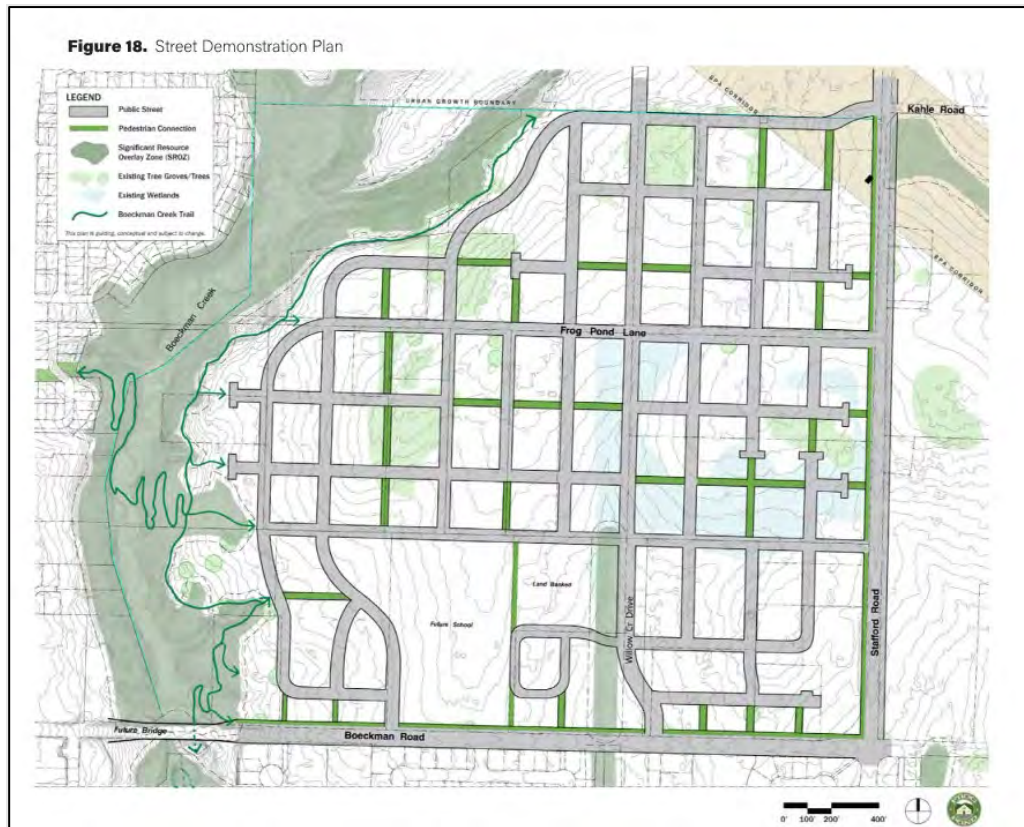 Figure 18. Street Demonstration Plan
LEGEND
Public Street
Pedestrian Connection
Significant Resource
Overlay Zone (SROZ)
Existing Tree Groves/Trees
Existing Wetlands
Boeckman Creek Trail
This plan is guiding, conceptual and subject to change.
URBAN GROWTH BOUNDARY
BPA CORRIDOR
Kahle Road
BPA CORRIDOR
Boeckman Creek
Frog Pond Lane
Land Banked
Future School
Willow Cr Drive
Stafford Road
Future Bridge
Boeckman Road
0' 100' 200' 400'